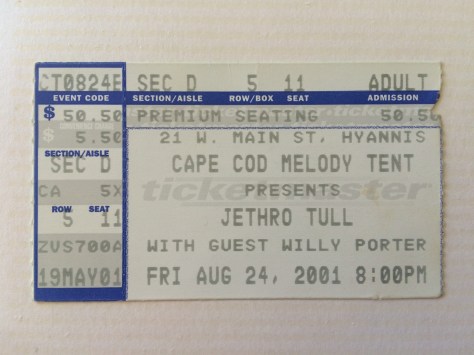 CT0824E SEC D 5 11 ADULT
EVENT CODE SECTION/AISLE ROW/BOX SEAT ADMISSION
$ 50.50 PREMIUM SEATING 50.50
$ 5.50 21 W. MAIN ST, HYANNIS
SECTION/AISLE
SEC D CAPE COD MELODY TENT
ticketmaster
CA 5X PRESENTS
ROW SEAT
5 11 JETHRO TULL
ZVS700A WITH GUEST WILLY PORTER
19MAY01 FRI AUG 24, 2001 8:00PM